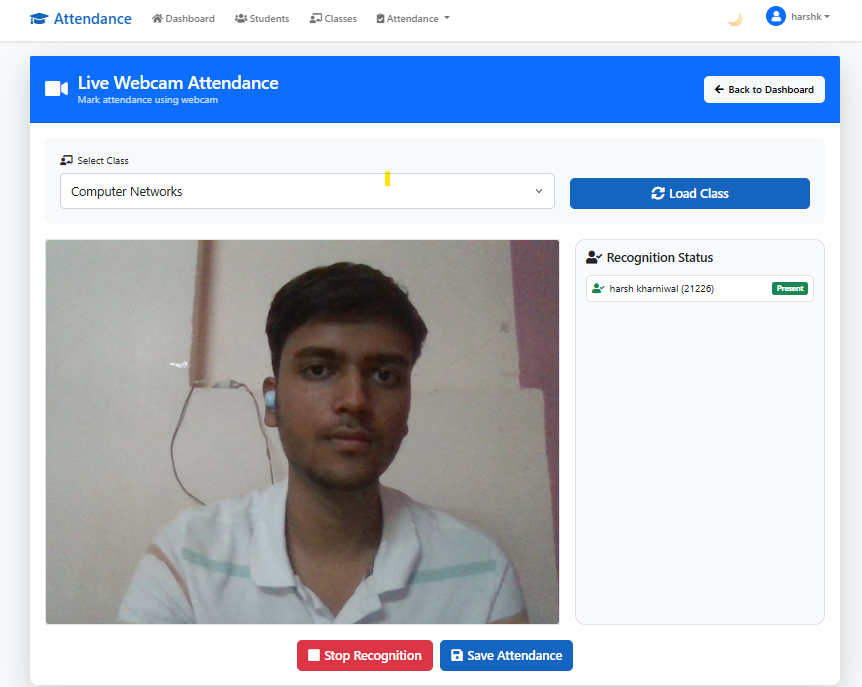 Attendance Dashboard Students Classes Attendance harshk
Live Webcam Attendance
Mark attendance using webcam
Back to Dashboard
Select Class
Computer Networks
Load Class
Recognition Status
harsh kharniwal (21226) Present
Stop Recognition Save Attendance